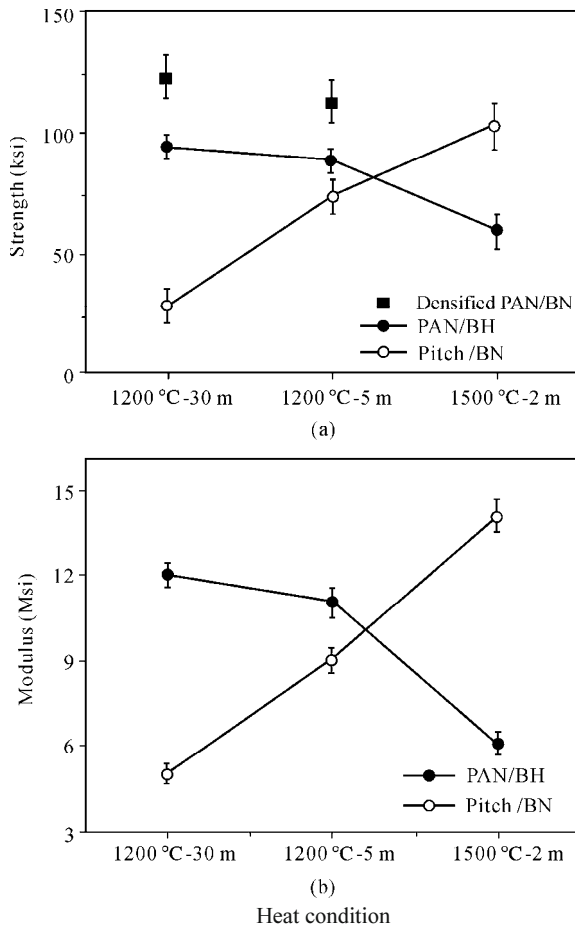 150
100
50
0
Strength (ksi)
Densified PAN/BN
PAN/BH
Pitch /BN
1200 °C-30 m 1200 °C-5 m 1500 °C-2 m
(a)
15
12
9
6
3
Modulus (Msi)
PAN/BH
Pitch /BN
1200 °C-30 m 1200 °C-5 m 1500 °C-2 m
(b)
Heat condition